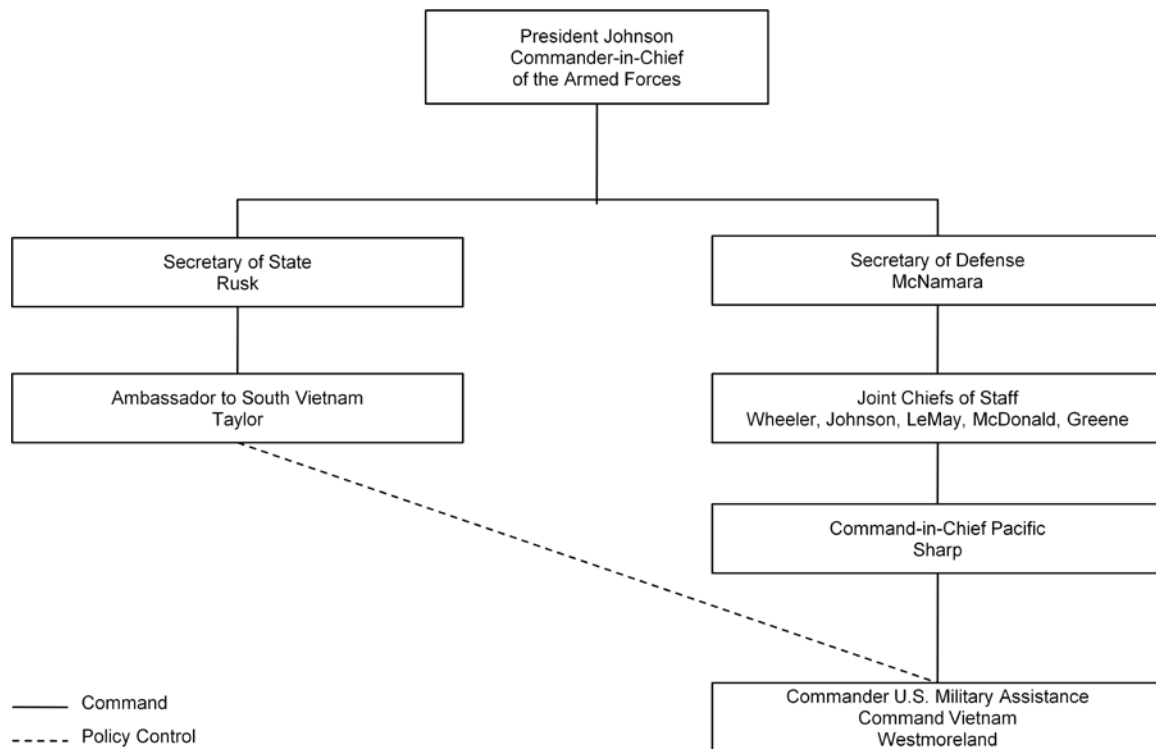 President Johnson
Commander-in-Chief
of the Armed Forces
Secretary of State
Rusk
Secretary of Defense
McNamara
Ambassador to South Vietnam
Taylor
Joint Chiefs of Staff
Wheeler, Johnson, LeMay, McDonald, Greene
Command-in-Chief Pacific
Sharp
Commander U.S. Military Assistance
Command Vietnam
Westmoreland
Command
Policy Control